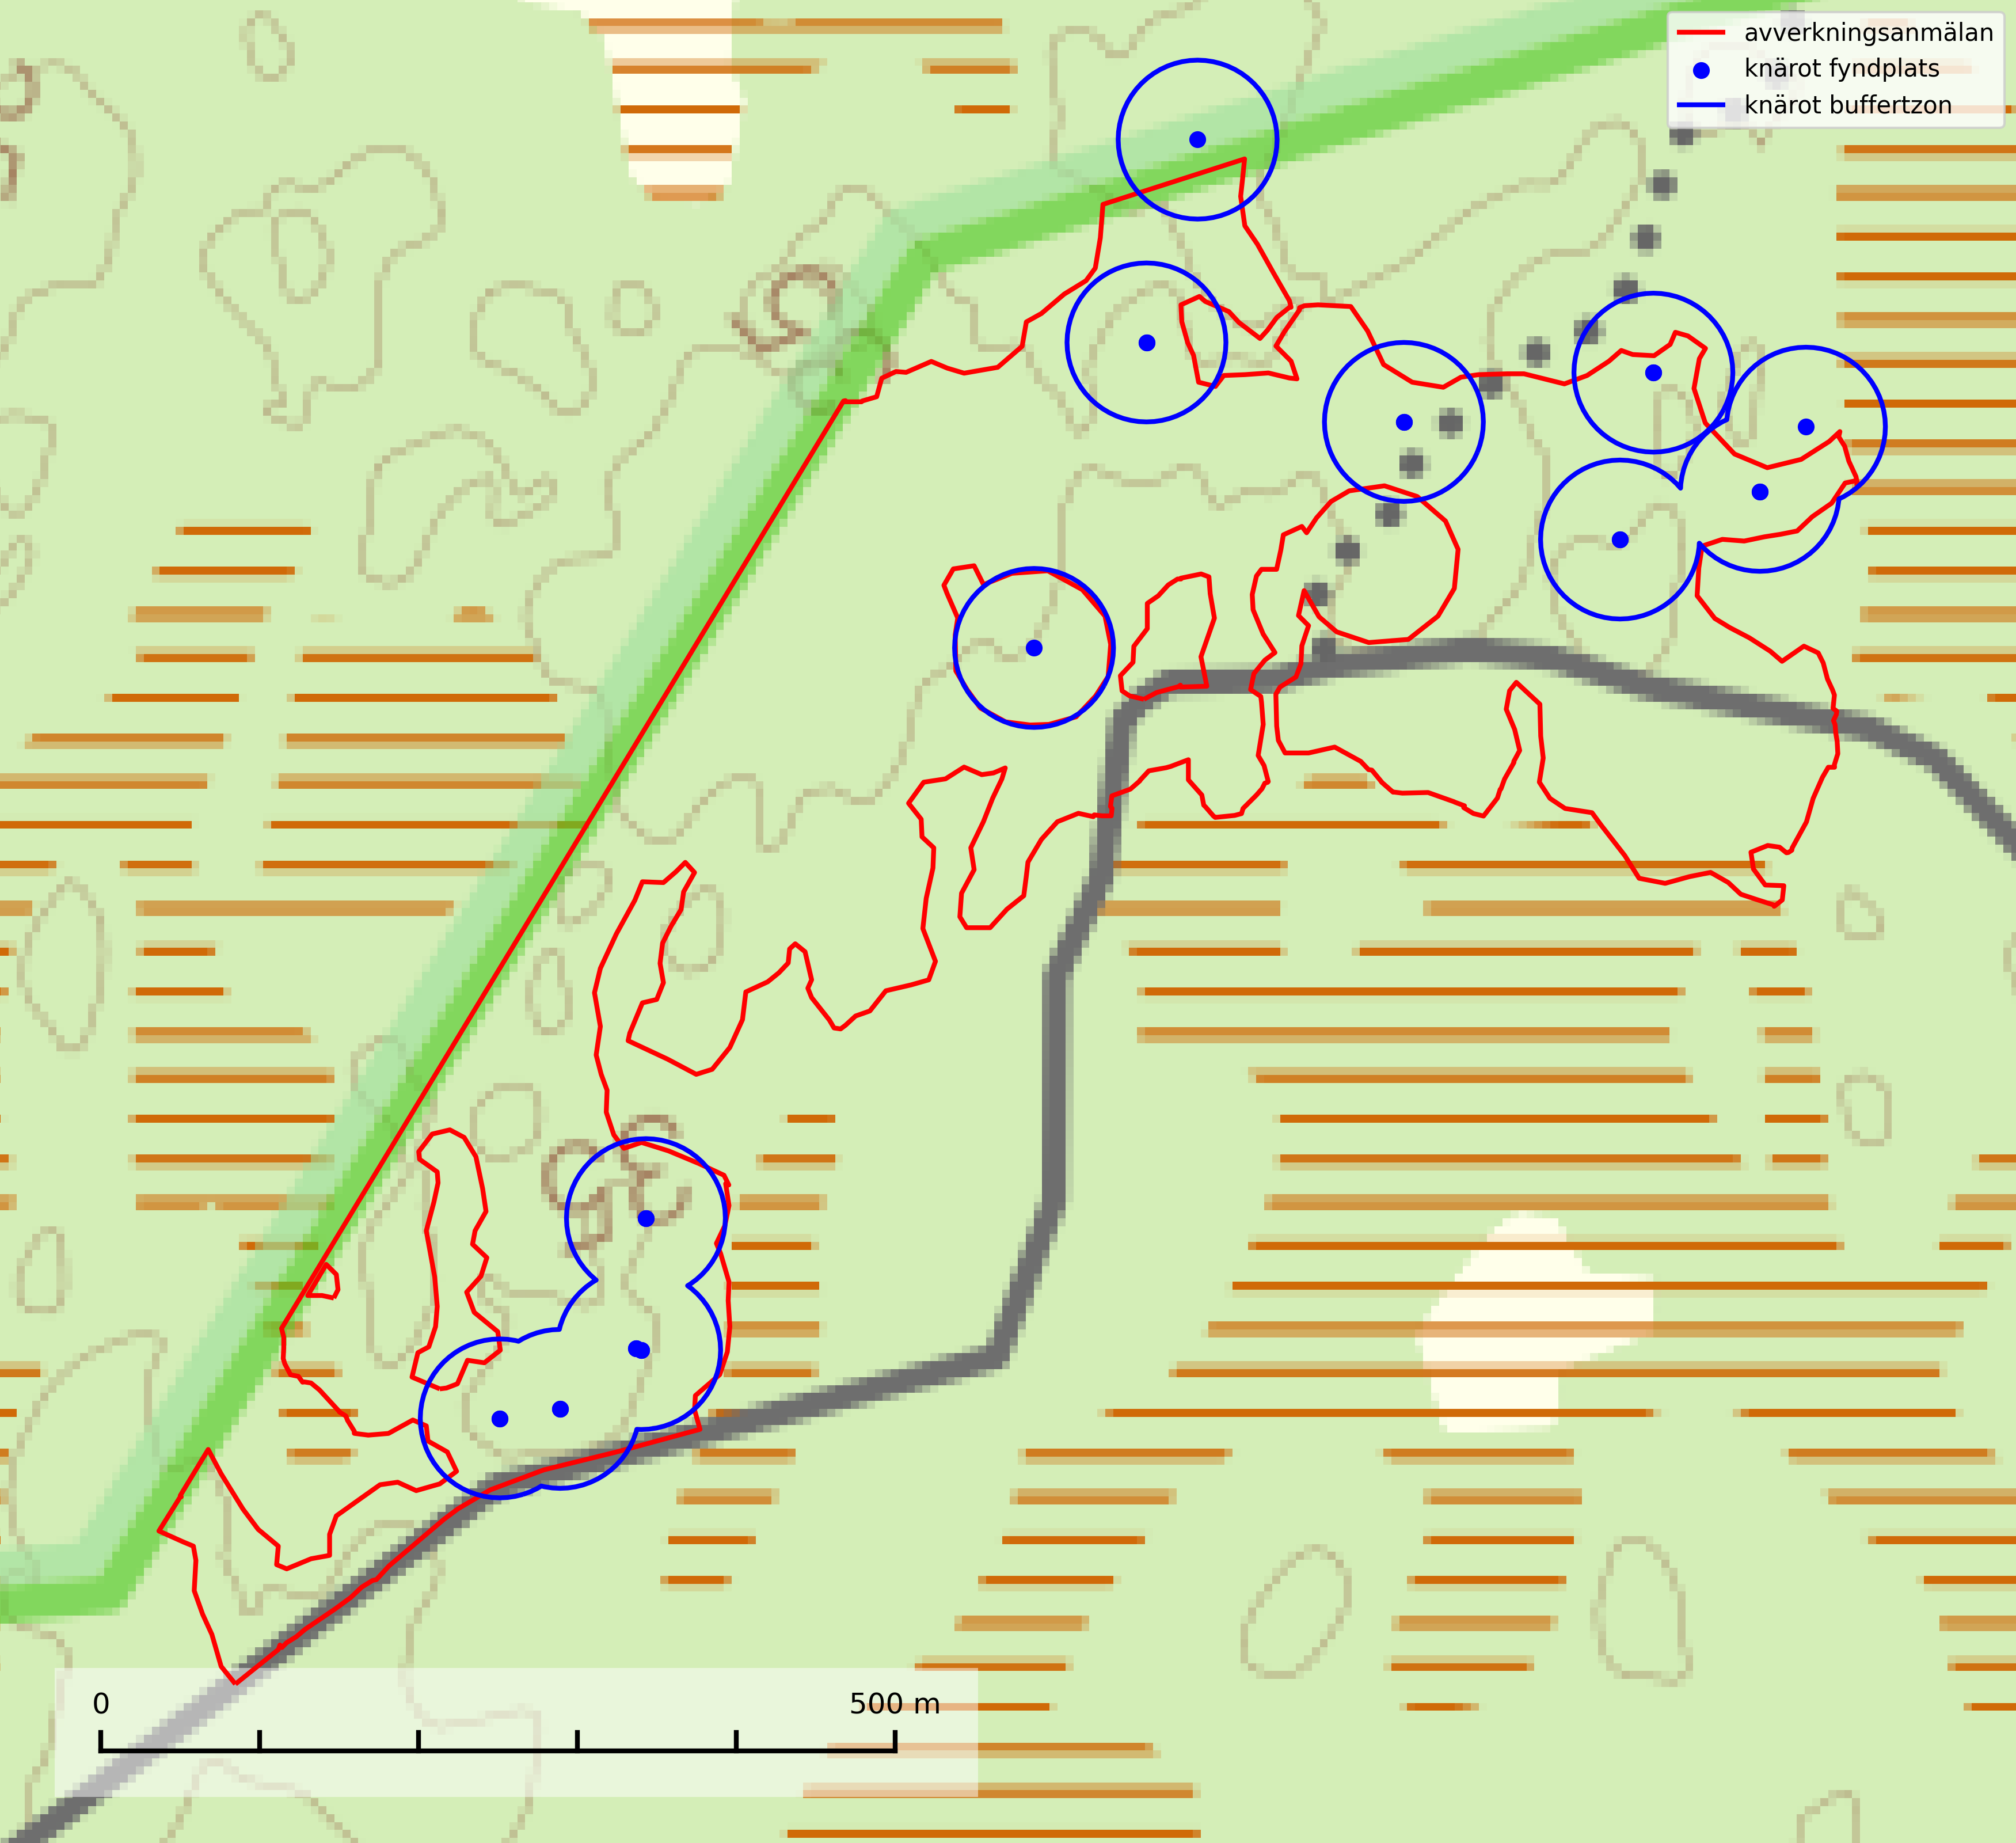 avverkningsanmälan
knärot fyndplats
knärot buffertzon
0 500 m